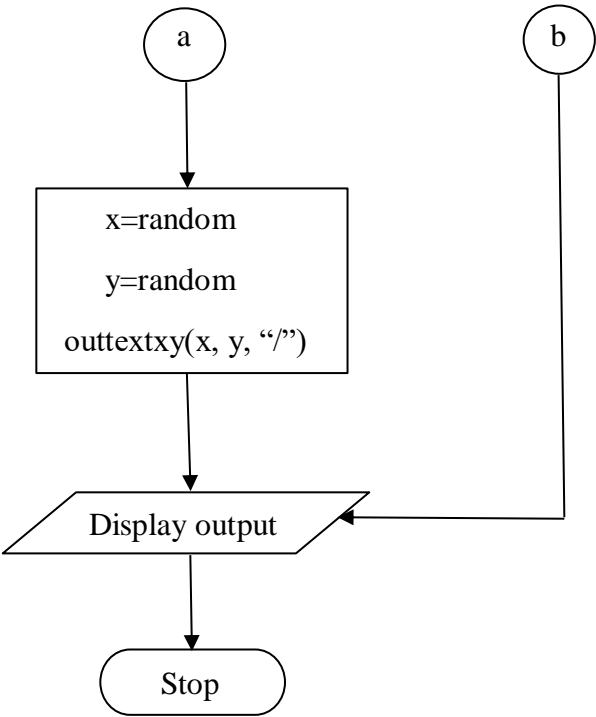 a
b
x=random
y=random
outtextxy(x, y, “/”)
Display output
Stop